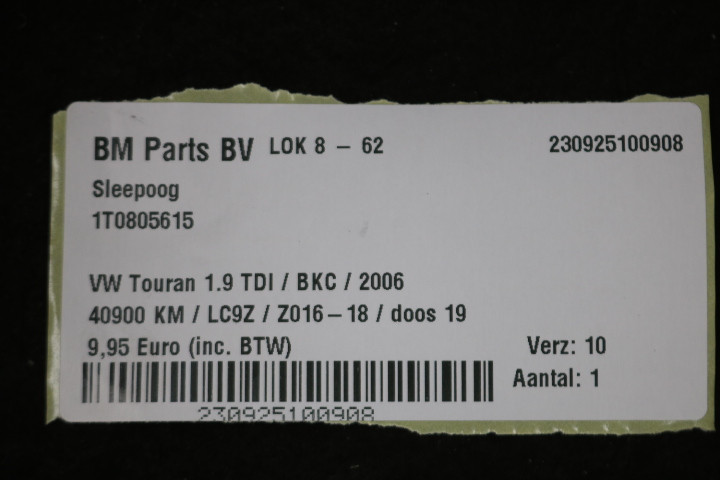 BM Parts BV LOK 8 – 62 230925100908
Sleepoog
1T0805615
VW Touran 1.9 TDI / BKC / 2006
40900 KM / LC9Z / Z016–18 / doos 19
9,95 Euro (inc. BTW) Verz: 10
Aantal: 1
230925100908